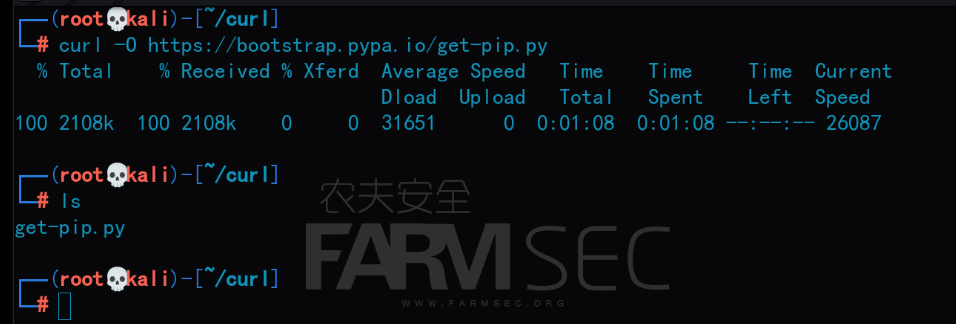 ┌──(root💀kali)-[~/curl]
└─# curl -O https://bootstrap.pypa.io/get-pip.py
% Total % Received % Xferd Average Speed Time Time Time Current
Dload Upload Total Spent Left Speed
100 2108k 100 2108k 0 0 31651 0 0:01:08 0:01:08 --:--:-- 26087
┌──(root💀kali)-[~/curl]
└─# ls
get-pip.py
┌──(root💀kali)-[~/curl]
└─#
农夫安全
FARMSEC
WWW.FARMSEC.ORG